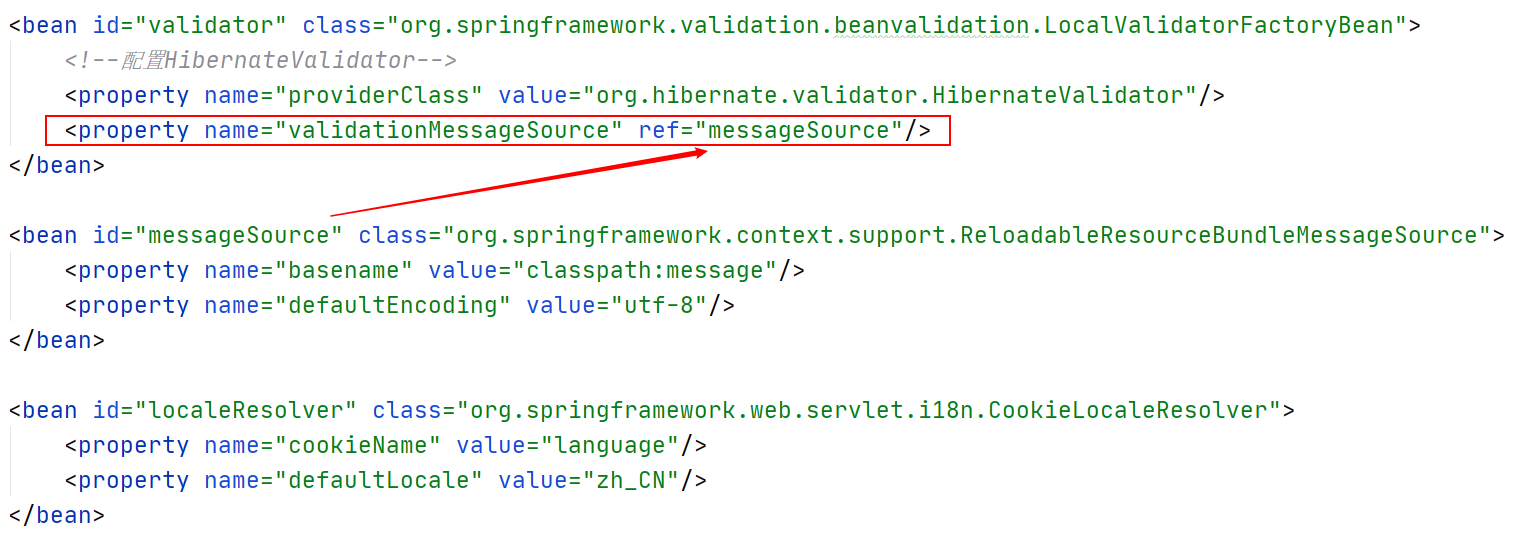 <bean id="validator" class="org.springframework.validation.beanvalidation.LocalValidatorFactoryBean">
<!--配置HibernateValidator-->
<property name="providerClass" value="org.hibernate.validator.HibernateValidator"/>
<property name="validationMessageSource" ref="messageSource"/>
</bean>
<bean id="messageSource" class="org.springframework.context.support.ReloadableResourceBundleMessageSource">
<property name="basename" value="classpath:message"/>
<property name="defaultEncoding" value="utf-8"/>
</bean>
<bean id="localeResolver" class="org.springframework.web.servlet.i18n.CookieLocaleResolver">
<property name="cookieName" value="language"/>
<property name="defaultLocale" value="zh_CN"/>
</bean>